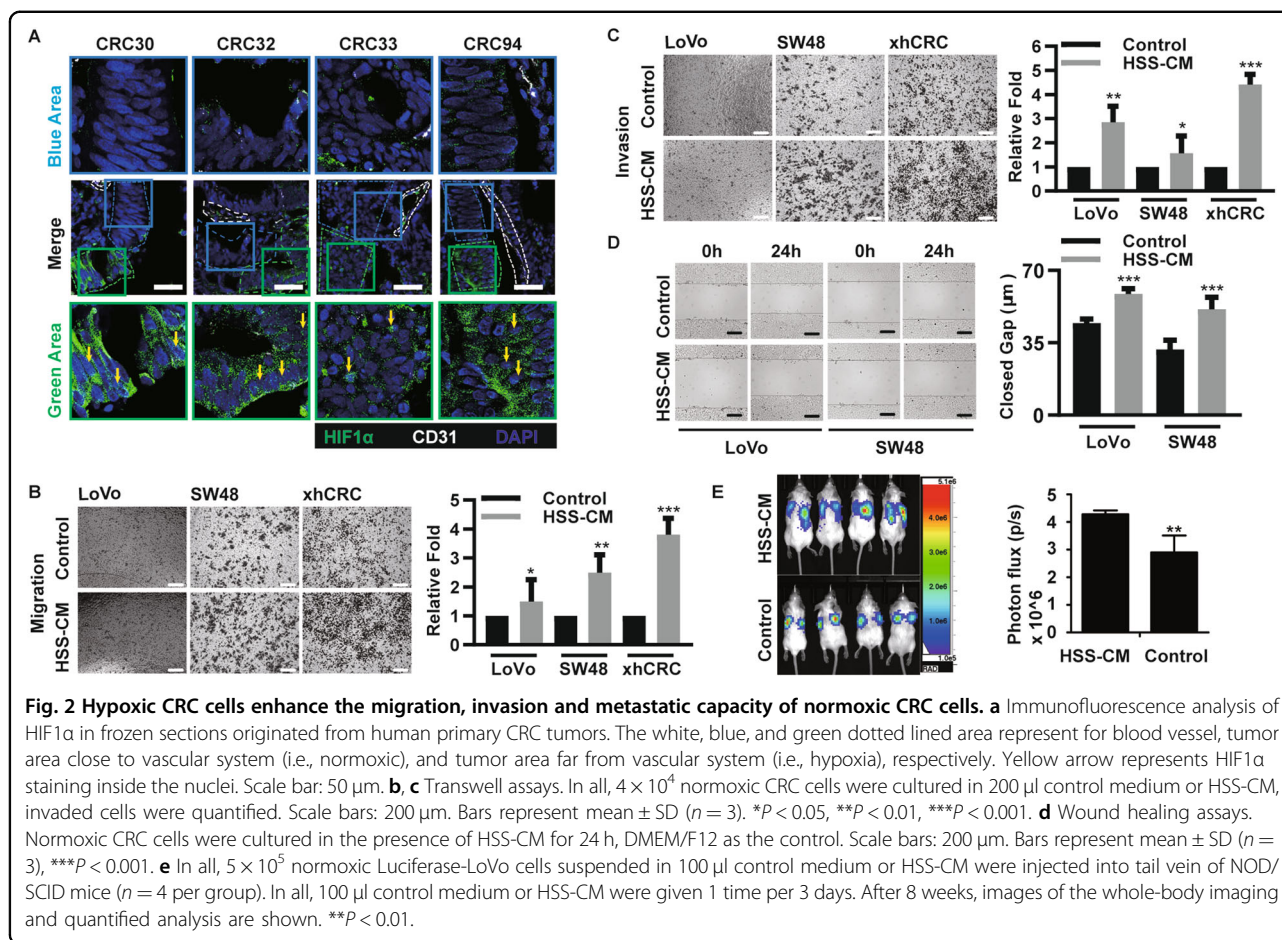 A
CRC30 CRC32 CRC33 CRC94
Blue Area
Merge
Green Area
HIF1α CD31 DAPI
B
LoVo SW48 xhCRC
Migration
Control
HSS-CM
Control
HSS-CM
Relative Fold
5
4
3
2
1
0
* ** ***
LoVo SW48 xhCRC
C
LoVo SW48 xhCRC
Invasion
Control
HSS-CM
Control
HSS-CM
Relative Fold
6
5
4
3
2
1
0
** * ***
LoVo SW48 xhCRC
D
0h 24h 0h 24h
Control
HSS-CM
LoVo SW48
Control
HSS-CM
Closed Gap (μm)
70
35
0
*** ***
LoVo SW48
E
HSS-CM
Control
5.1e6
4.0e6
3.0e6
2.0e6
1.0e6
1.0e5
RAD
Photon flux (p/s)
x 10^6
5
4
3
2
1
0
**
HSS-CM Control
Fig. 2 Hypoxic CRC cells enhance the migration, invasion and metastatic capacity of normoxic CRC cells. a Immunofluorescence analysis of
HIF1α in frozen sections originated from human primary CRC tumors. The white, blue, and green dotted lined area represent for blood vessel, tumor
area close to vascular system (i.e., normoxic), and tumor area far from vascular system (i.e., hypoxia), respectively. Yellow arrow represents HIF1α
staining inside the nuclei. Scale bar: 50 μm. b, c Transwell assays. In all, 4 × 10⁴ normoxic CRC cells were cultured in 200 μl control medium or HSS-CM,
invaded cells were quantified. Scale bars: 200 μm. Bars represent mean ± SD (n = 3). *P < 0.05, **P < 0.01, ***P < 0.001. d Wound healing assays.
Normoxic CRC cells were cultured in the presence of HSS-CM for 24 h, DMEM/F12 as the control. Scale bars: 200 μm. Bars represent mean ± SD (n =
3), ***P < 0.001. e In all, 5 × 10⁵ normoxic Luciferase-LoVo cells suspended in 100 μl control medium or HSS-CM were injected into tail vein of NOD/
SCID mice (n = 4 per group). In all, 100 μl control medium or HSS-CM were given 1 time per 3 days. After 8 weeks, images of the whole-body imaging
and quantified analysis are shown. **P < 0.01.